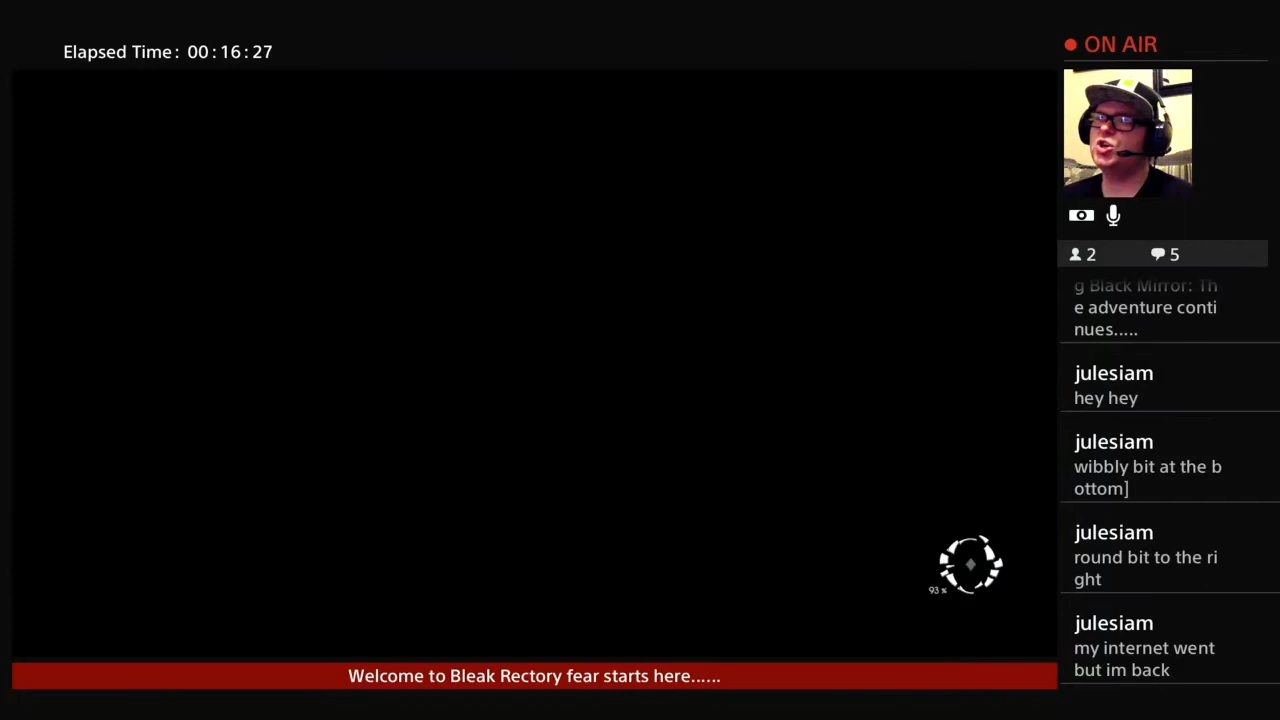 Elapsed Time: 00:16:27
ON AIR
2 5
g Black Mirror: Th
e adventure conti
nues.....
julesiam
hey hey
julesiam
wibbly bit at the b
ottom]
julesiam
round bit to the ri
ght
julesiam
my internet went
but im back
93 %
Welcome to Bleak Rectory fear starts here......